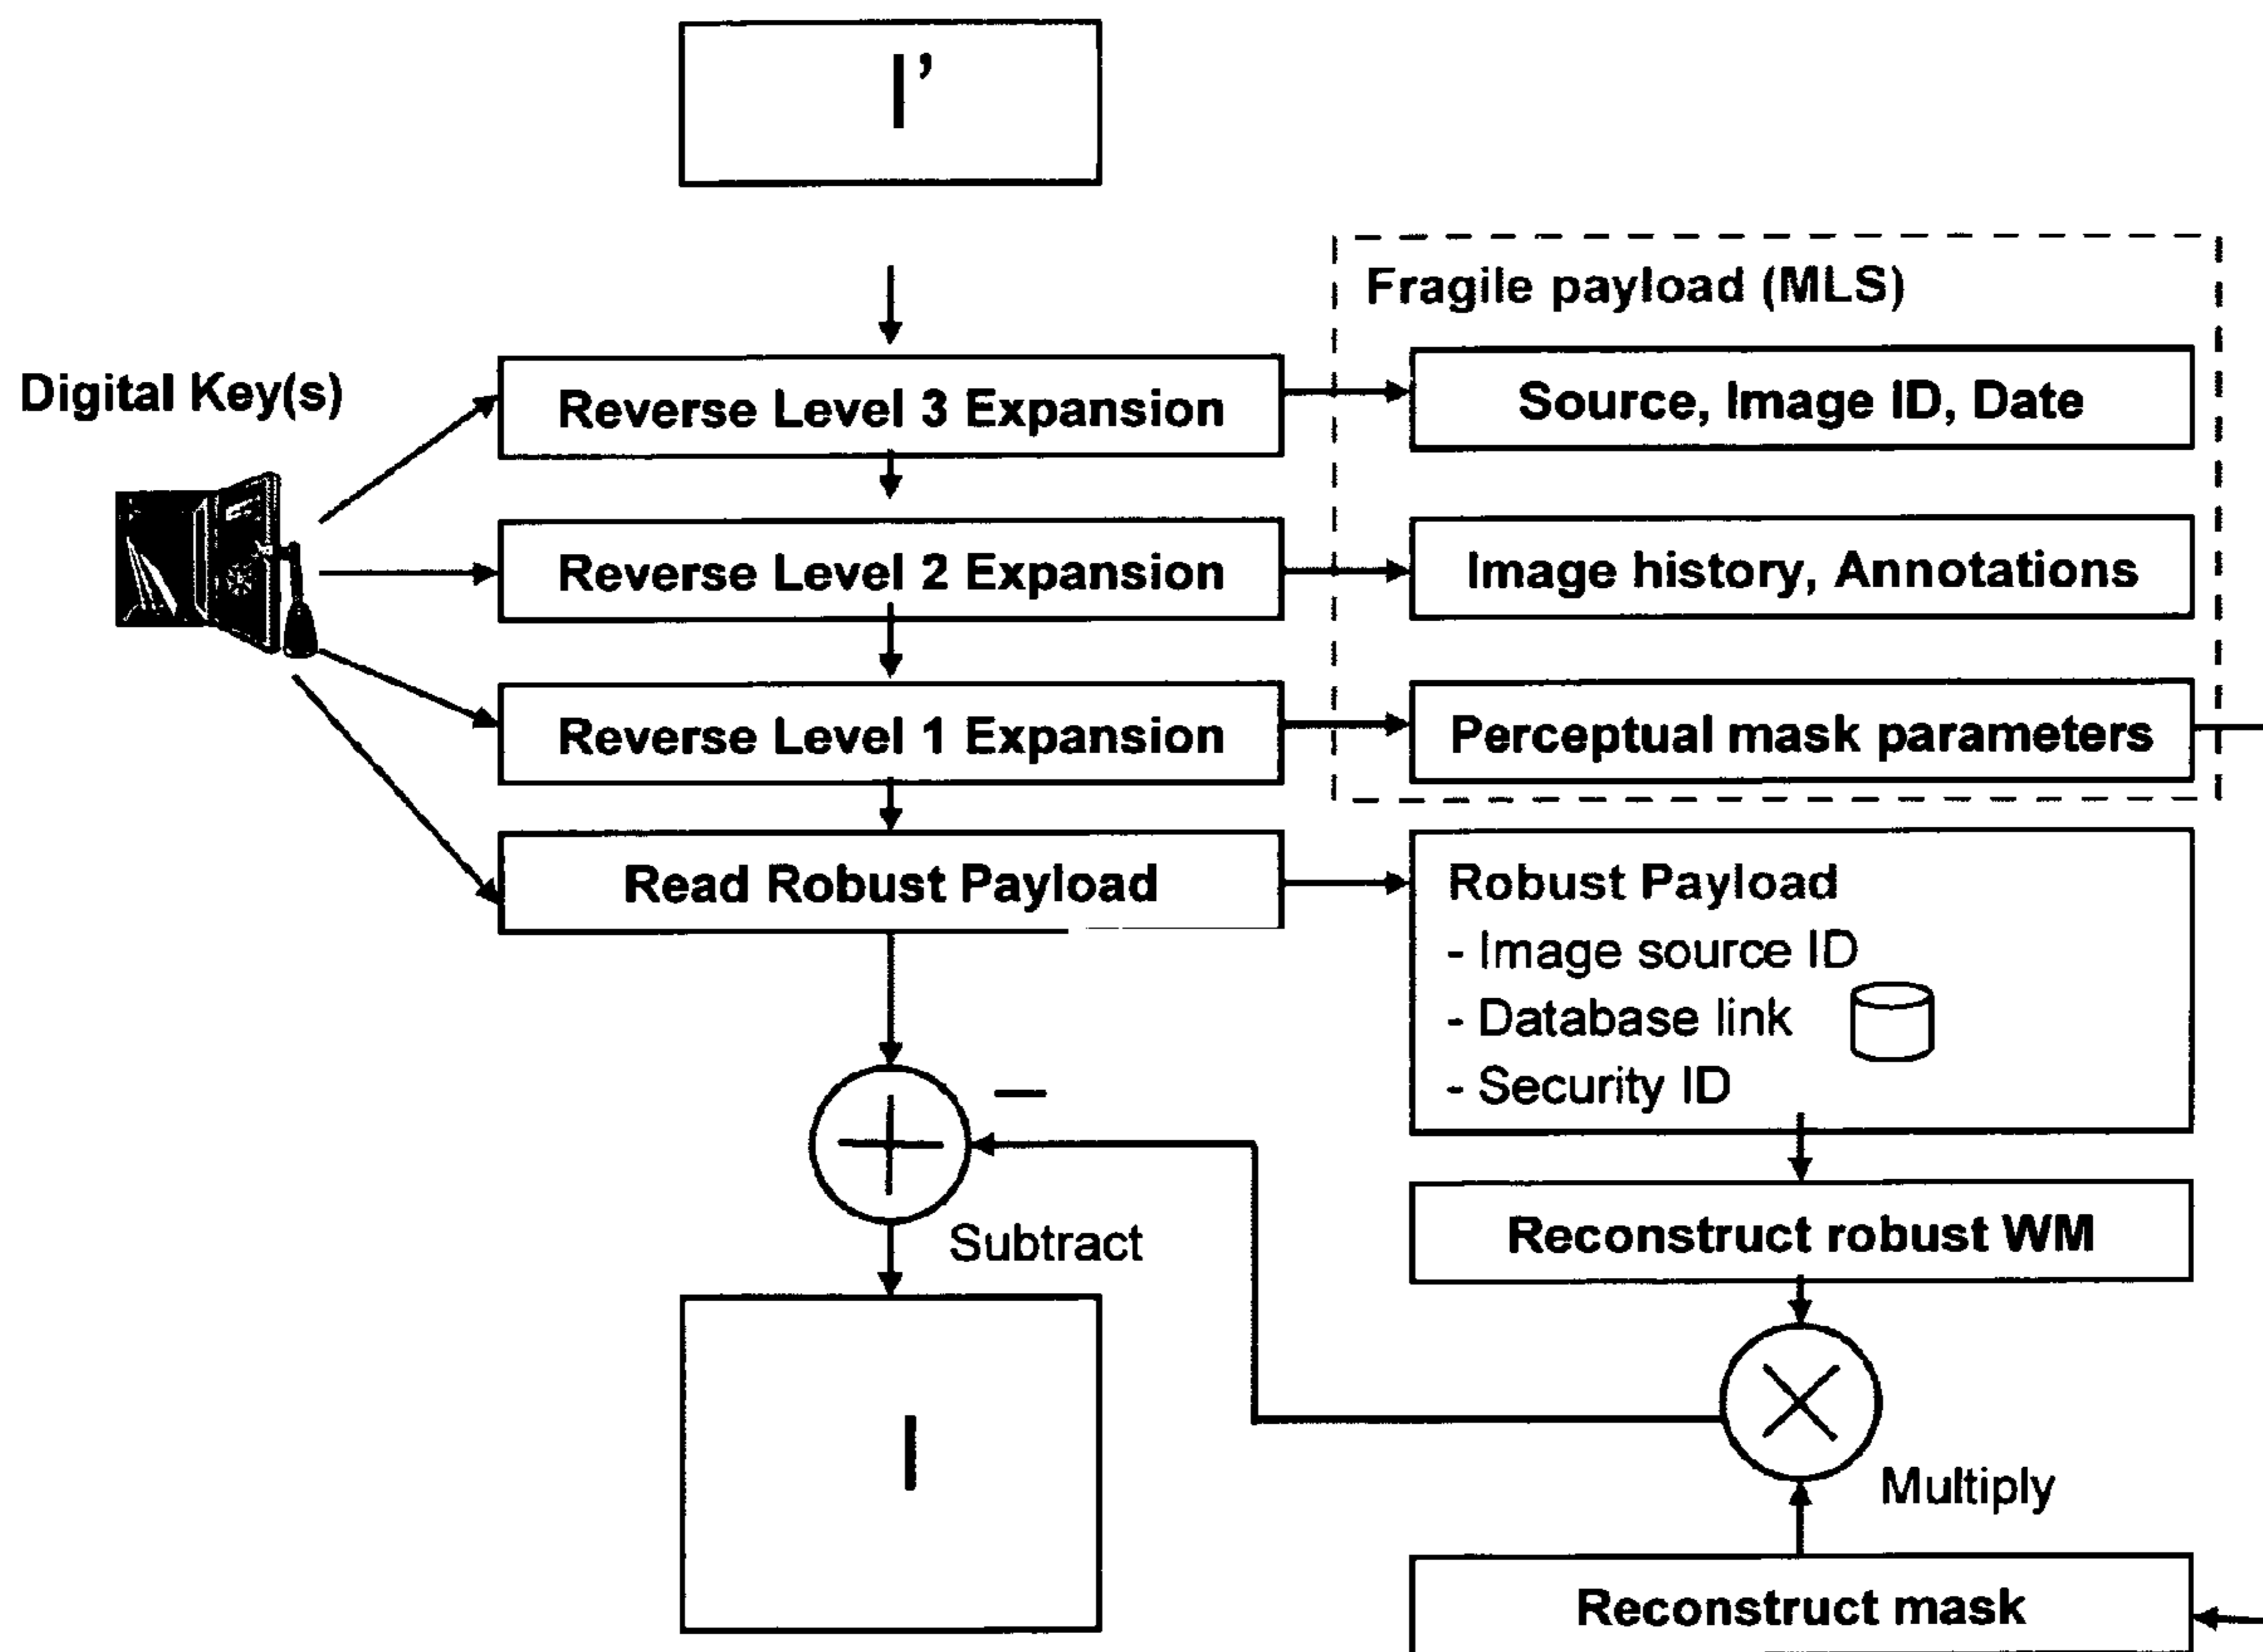 I’
Fragile payload (MLS)
Digital Key(s)
Reverse Level 3 Expansion
Source, Image ID, Date
Reverse Level 2 Expansion
Image history, Annotations
Reverse Level 1 Expansion
Perceptual mask parameters
Read Robust Payload
Robust Payload
- Image source ID
- Database link
- Security ID
Subtract
Reconstruct robust WM
I
Multiply
Reconstruct mask